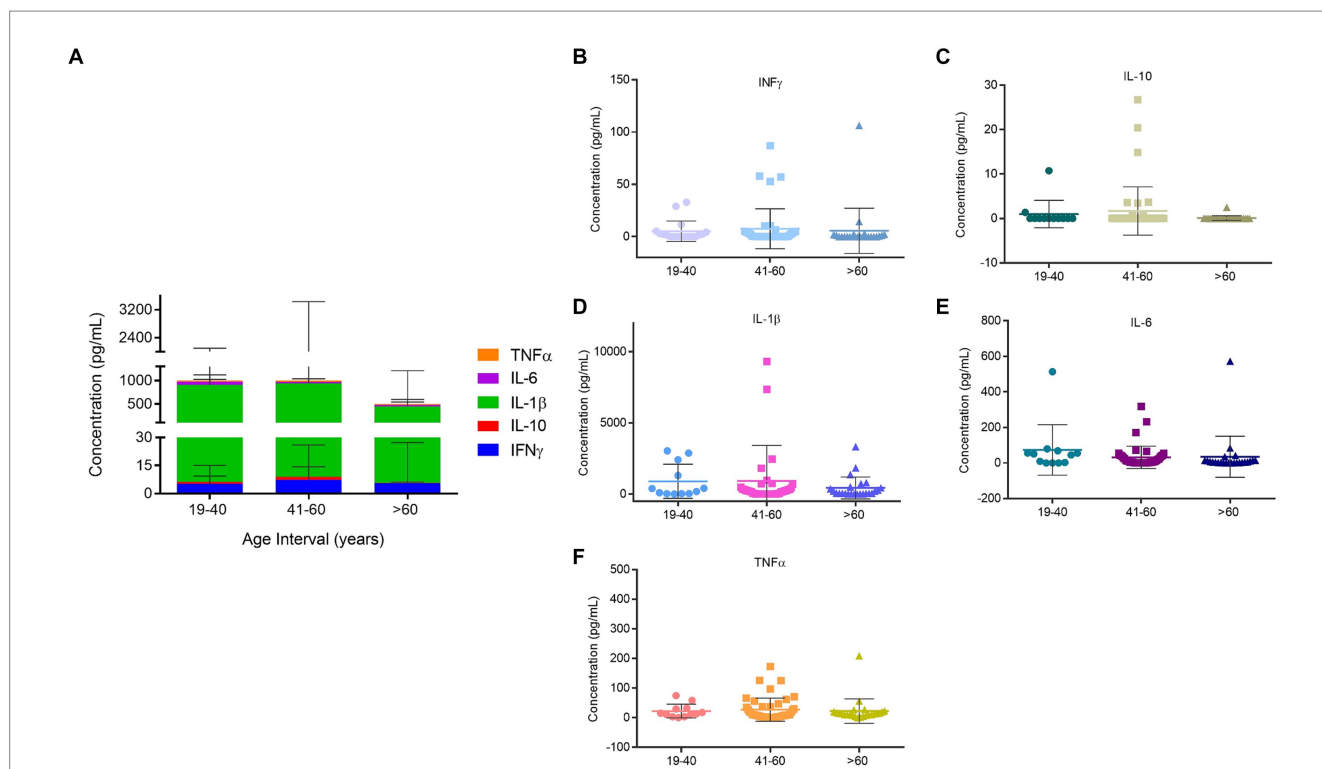 A
Concentration (pg/mL)
3200
2400
1000
500
30
15
0
19-40 41-60 >60
Age Interval (years)
TNFα
IL-6
IL-1β
IL-10
IFNγ
B
INFγ
Concentration (pg/mL)
150
100
50
0
19-40 41-60 >60
C
IL-10
Concentration (pg/mL)
30
20
10
0
-10
19-40 41-60 >60
D
IL-1β
Concentration (pg/mL)
10000
5000
0
19-40 41-60 >60
E
IL-6
Concentration (pg/mL)
800
600
400
200
0
-200
19-40 41-60 >60
F
TNFα
Concentration (pg/mL)
500
400
300
200
100
0
-100
19-40 41-60 >60